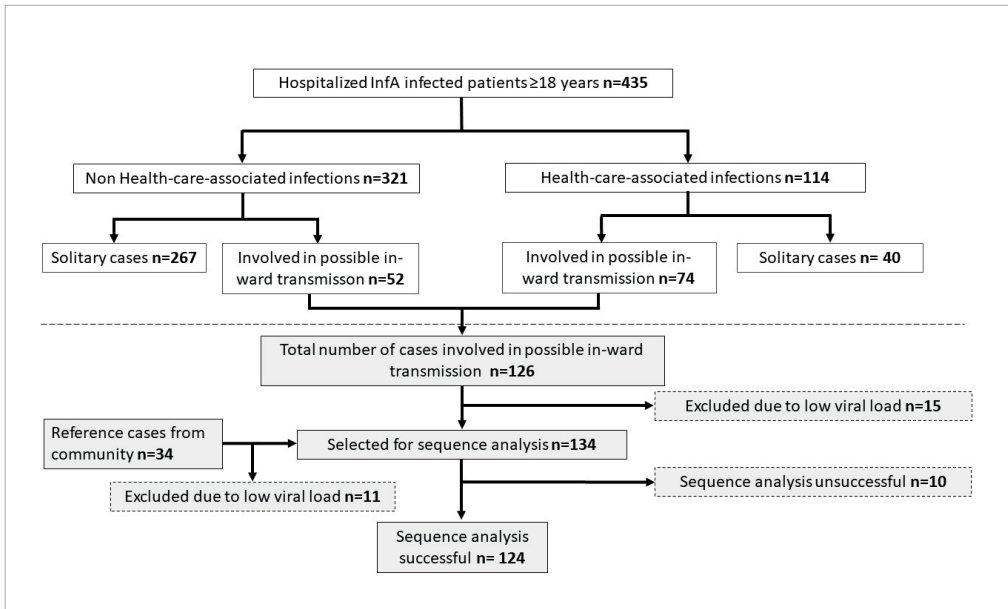 Hospitalized InfA infected patients ≥18 years n=435
Non Health-care-associated infections n=321
Health-care-associated infections n=114
Solitary cases n=267
Involved in possible in-
ward transmisson n=52
Involved in possible in-
ward transmission n=74
Solitary cases n= 40
Total number of cases involved in possible in-ward
transmission n=126
Excluded due to low viral load n=15
Reference cases from
community n=34
Selected for sequence analysis n=134
Excluded due to low viral load n=11
Sequence analysis unsuccessful n=10
Sequence analysis
successful n= 124